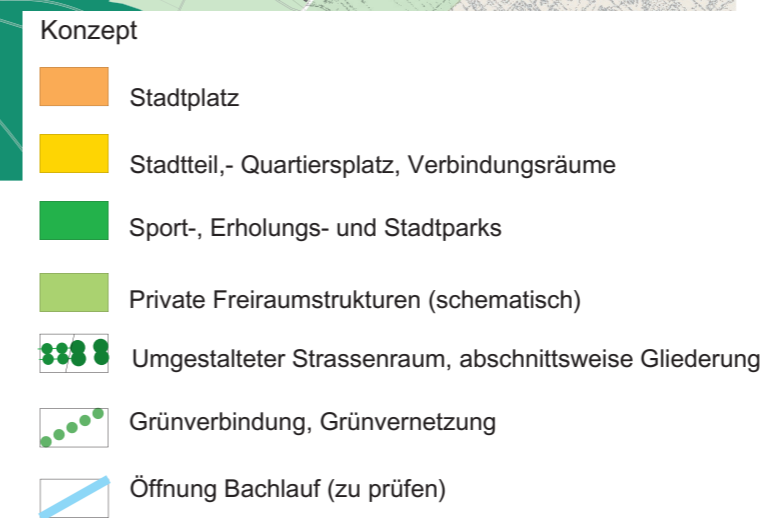 Konzept
Stadtplatz
Stadtteil,- Quartiersplatz, Verbindungsräume
Sport-, Erholungs- und Stadtparks
Private Freiraumstrukturen (schematisch)
Umgestalteter Strassenraum, abschnittsweise Gliederung
Grünverbindung, Grünvernetzung
Öffnung Bachlauf (zu prüfen)